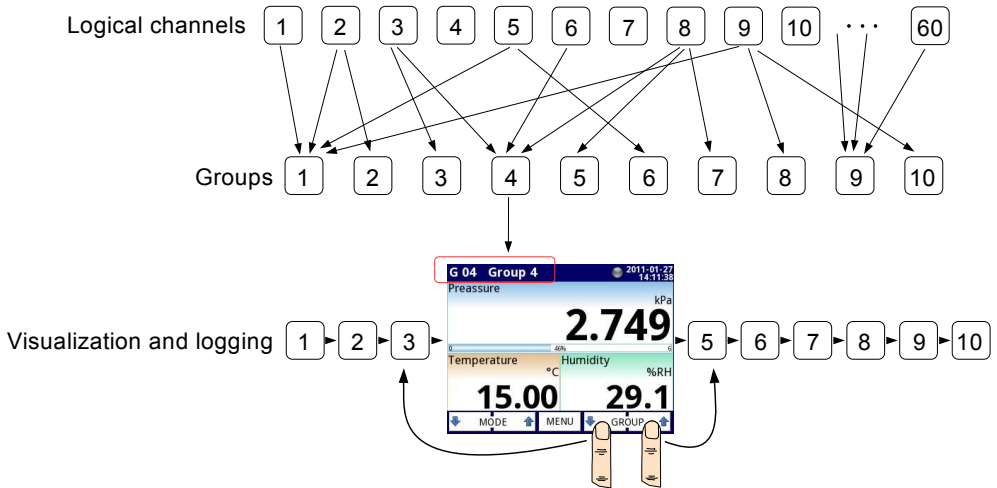 Logical channels 1 2 3 4 5 6 7 8 9 10 ... 60
Groups 1 2 3 4 5 6 7 8 9 10
G 04 Group 4 2011-01-27
14:11:38
Preassure
kPa
2.749
0 46% 6
Visualization and logging 1 2 3 5 6 7 8 9 10
Temperature Humidity
°C %RH
15.00 29.1
MODE MENU GROUP